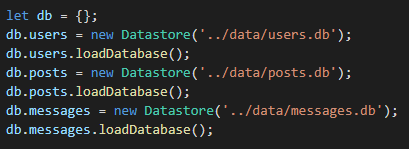 let db = {};
db.users = new Datastore('../data/users.db');
db.users.loadDatabase();
db.posts = new Datastore('../data/posts.db');
db.posts.loadDatabase();
db.messages = new Datastore('../data/messages.db');
db.messages.loadDatabase();